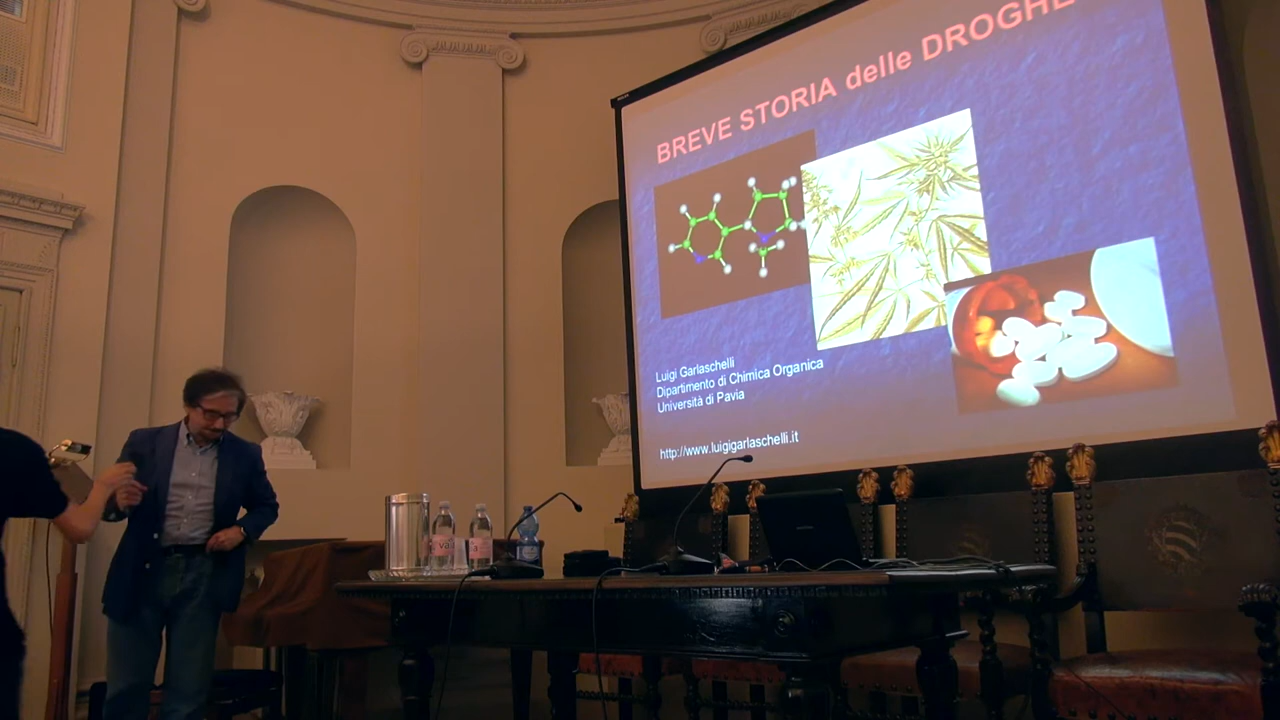 BREVE STORIA delle DROGHE
Luigi Garlaschelli
Dipartimento di Chimica Organica
Università di Pavia
http://www.luigigarlaschelli.it